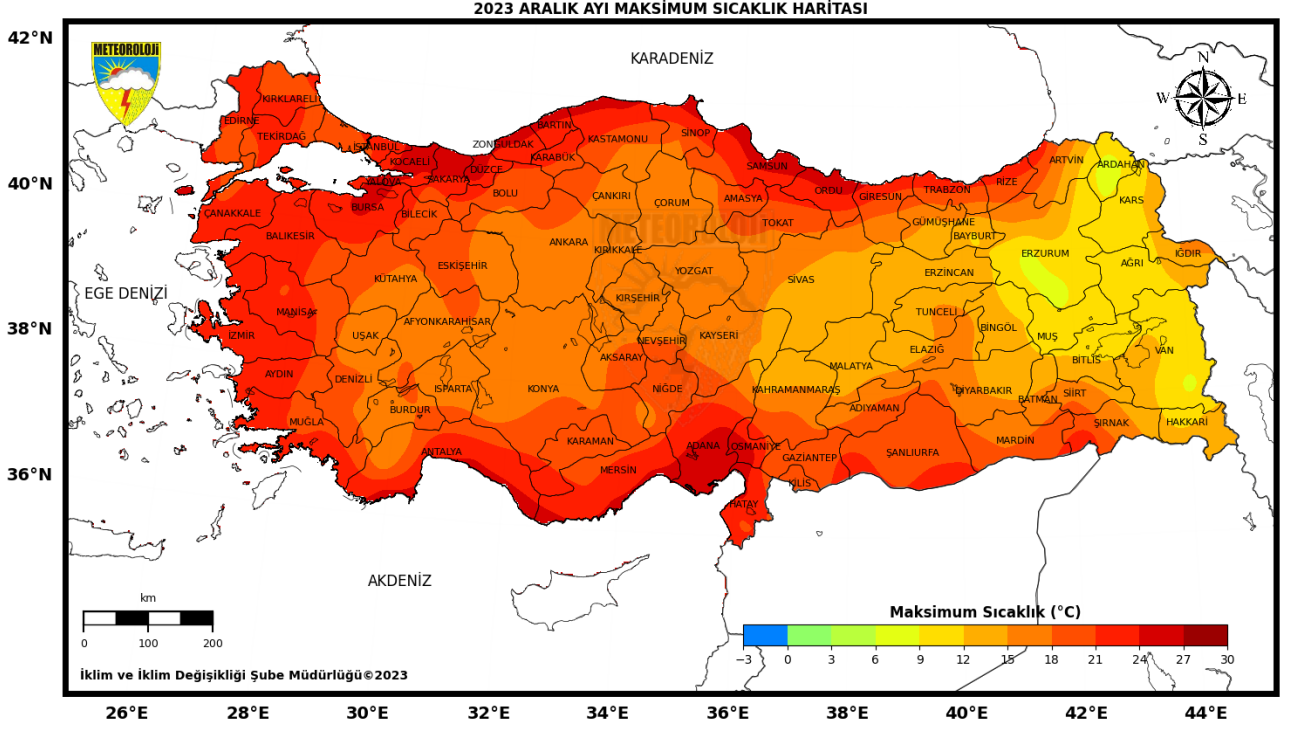 2023 ARALIK AYI MAKSİMUM SICAKLIK HARİTASI
42°N
40°N
38°N
36°N
METEOROLOJİ
KARADENİZ
N
W
E
S
KIRKLARELİ
EDİRNE
TEKİRDAĞ
İSTANBUL
KOCAELİ
YALOVA
SAKARYA
DÜZCE
ZONGULDAK
BARTIN
KARABÜK
KASTAMONU
SİNOP
SAMSUN
ORDU
GİRESUN
TRABZON
RİZE
ARTVİN
ARDAHAN
KARS
ÇANAKKALE
BURSA
BİLECİK
BOLU
ÇANKIRI
ÇORUM
AMASYA
TOKAT
GÜMÜŞHANE
BAYBURT
BALIKESİR
ANKARA
KIRIKKALE
METEOROLOJİ
ERZURUM
AĞRI
IĞDIR
ESKİŞEHİR
KÜTAHYA
YOZGAT
SİVAS
ERZİNCAN
EGE DENİZİ
KIRŞEHİR
MANİSA
AFYONKARAHİSAR
TUNCELİ
BİNGÖL
MUŞ
İZMİR
UŞAK
NEVŞEHİR
KAYSERİ
ELAZIĞ
BİTLİS
VAN
AKSARAY
MALATYA
AYDIN
DENİZLİ
ISPARTA
KONYA
NİĞDE
KAHRAMANMARAŞ
DİYARBAKIR
BATMAN
SİİRT
BURDUR
ADIYAMAN
MUĞLA
ŞIRNAK
HAKKARİ
KARAMAN
ADANA
OSMANİYE
MARDİN
ANTALYA
GAZİANTEP
ŞANLIURFA
MERSİN
KİLİS
HATAY
AKDENİZ
km
0
100
200
Maksimum Sıcaklık (°C)
−3
0
3
6
9
12
15
18
21
24
27
30
İklim ve İklim Değişikliği Şube Müdürlüğü©2023
26°E
28°E
30°E
32°E
34°E
36°E
38°E
40°E
42°E
44°E